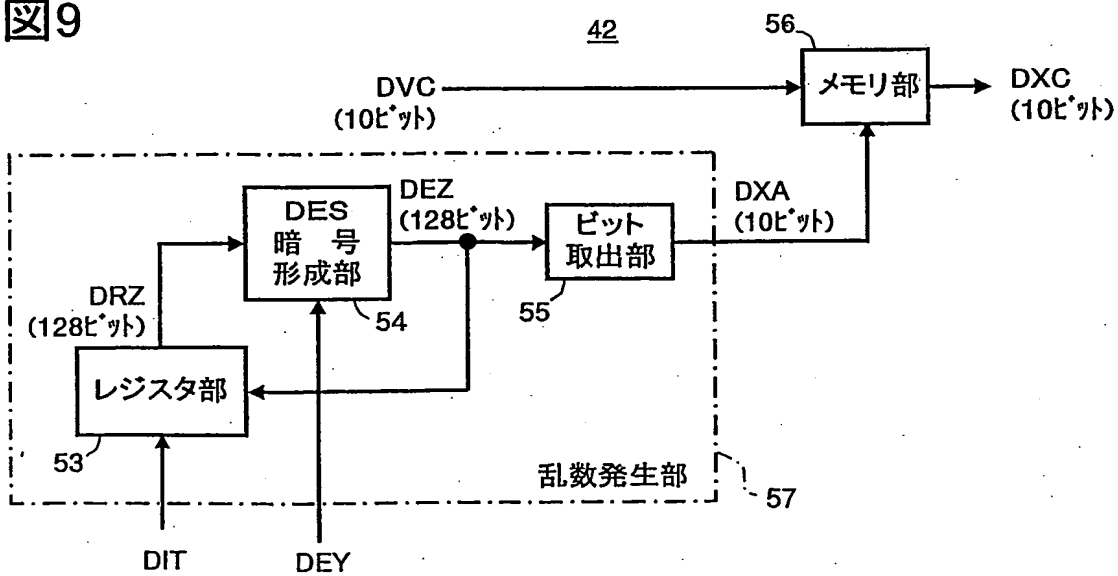 図9
42
56
メモリ部
DVC
(10ビット)
DXC
(10ビット)
DES
暗 号
形成部
54
DEZ
(128ビット)
ビット
取出部
55
DXA
(10ビット)
DRZ
(128ビット)
レジスタ部
53
乱数発生部
57
DIT
DEY